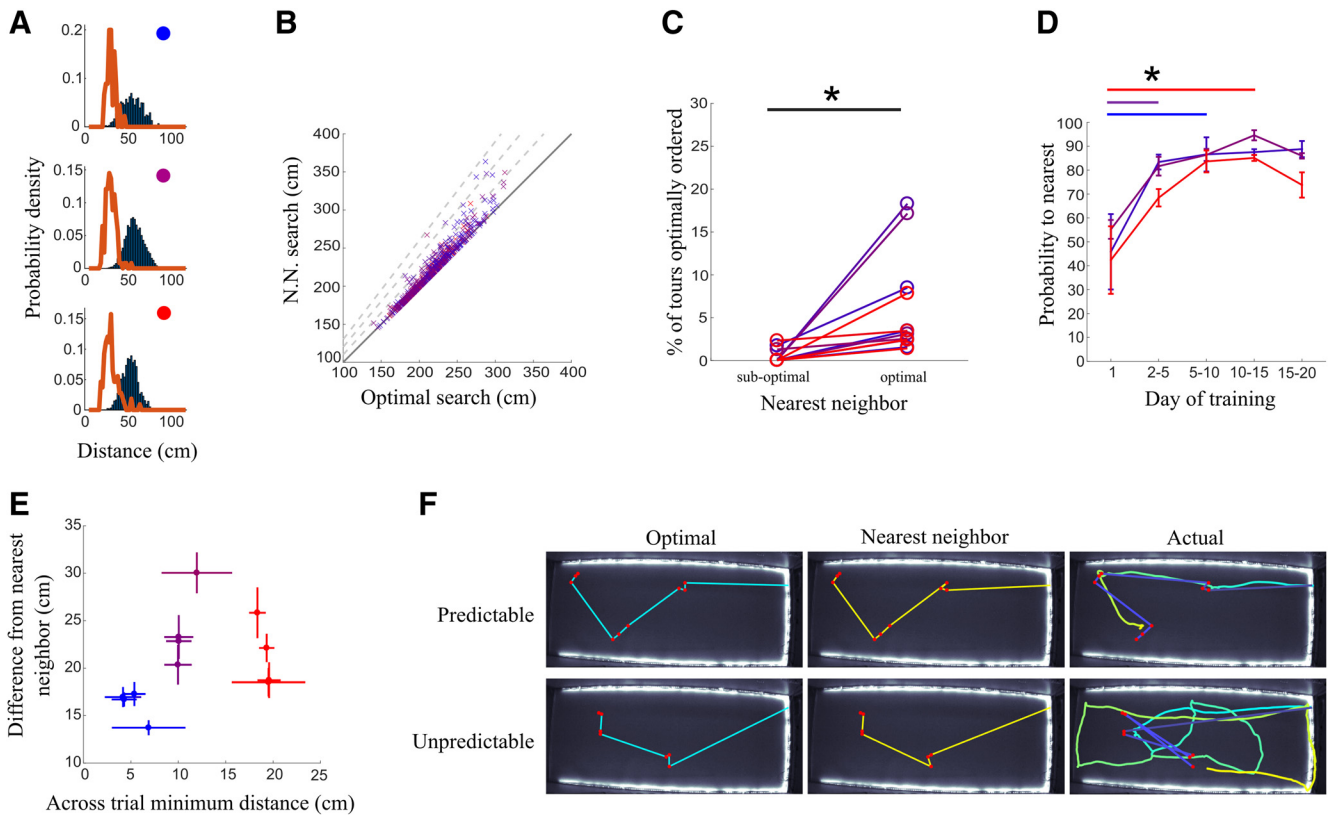 A
Probability density
0.2
0.1
0
0 50 100
0.15
0.1
0.05
0
0 50 100
0.15
0.1
0.05
0
0 50 100
Distance (cm)
B
N.N. search (cm)
400
350
300
250
200
150
100
100 150 200 250 300 350 400
Optimal search (cm)
C
*
% of tours optimally ordered
30
25
20
15
10
5
0
sub-optimal optimal
Nearest neighbor
D
*
Probability to nearest
100
90
80
70
60
50
40
30
20
10
0
1 2-5 5-10 10-15 15-20
Day of training
E
Difference from nearest
neighbor (cm)
35
30
25
20
15
10
0 5 10 15 20 25
Across trial minimum distance (cm)
F
Optimal Nearest neighbor Actual
Predictable
Unpredictable